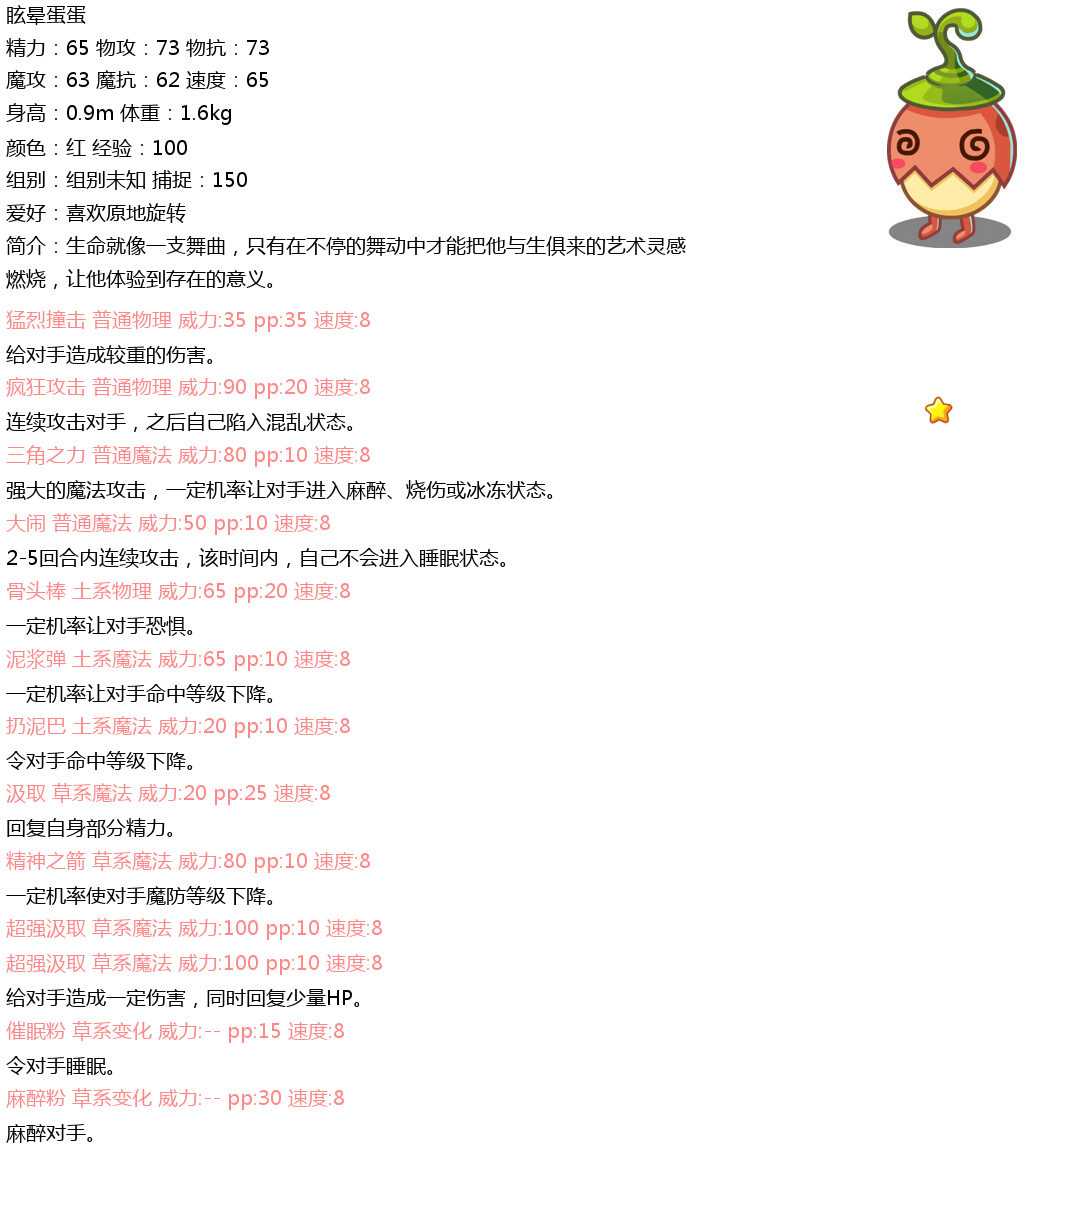 眩晕蛋蛋
精力：65 物攻：73 物抗：73
魔攻：63 魔抗：62 速度：65
身高：0.9m 体重：1.6kg
颜色：红 经验：100
组别：组别未知 捕捉：150
爱好：喜欢原地旋转
简介：生命就像一支舞曲，只有在不停的舞动中才能把他与生俱来的艺术灵感
燃烧，让他体验到存在的意义。
猛烈撞击 普通物理 威力:35 pp:35 速度:8
给对手造成较重的伤害。
疯狂攻击 普通物理 威力:90 pp:20 速度:8
连续攻击对手，之后自己陷入混乱状态。
三角之力 普通魔法 威力:80 pp:10 速度:8
强大的魔法攻击，一定机率让对手进入麻醉、烧伤或冰冻状态。
大闹 普通魔法 威力:50 pp:10 速度:8
2-5回合内连续攻击，该时间内，自己不会进入睡眠状态。
骨头棒 土系物理 威力:65 pp:20 速度:8
一定机率让对手恐惧。
泥浆弹 土系魔法 威力:65 pp:10 速度:8
一定机率让对手命中等级下降。
扔泥巴 土系魔法 威力:20 pp:10 速度:8
令对手命中等级下降。
汲取 草系魔法 威力:20 pp:25 速度:8
回复自身部分精力。
精神之箭 草系魔法 威力:80 pp:10 速度:8
一定机率使对手魔防等级下降。
超强汲取 草系魔法 威力:100 pp:10 速度:8
超强汲取 草系魔法 威力:100 pp:10 速度:8
给对手造成一定伤害，同时回复少量HP。
催眠粉 草系变化 威力:-- pp:15 速度:8
令对手睡眠。
麻醉粉 草系变化 威力:-- pp:30 速度:8
麻醉对手。